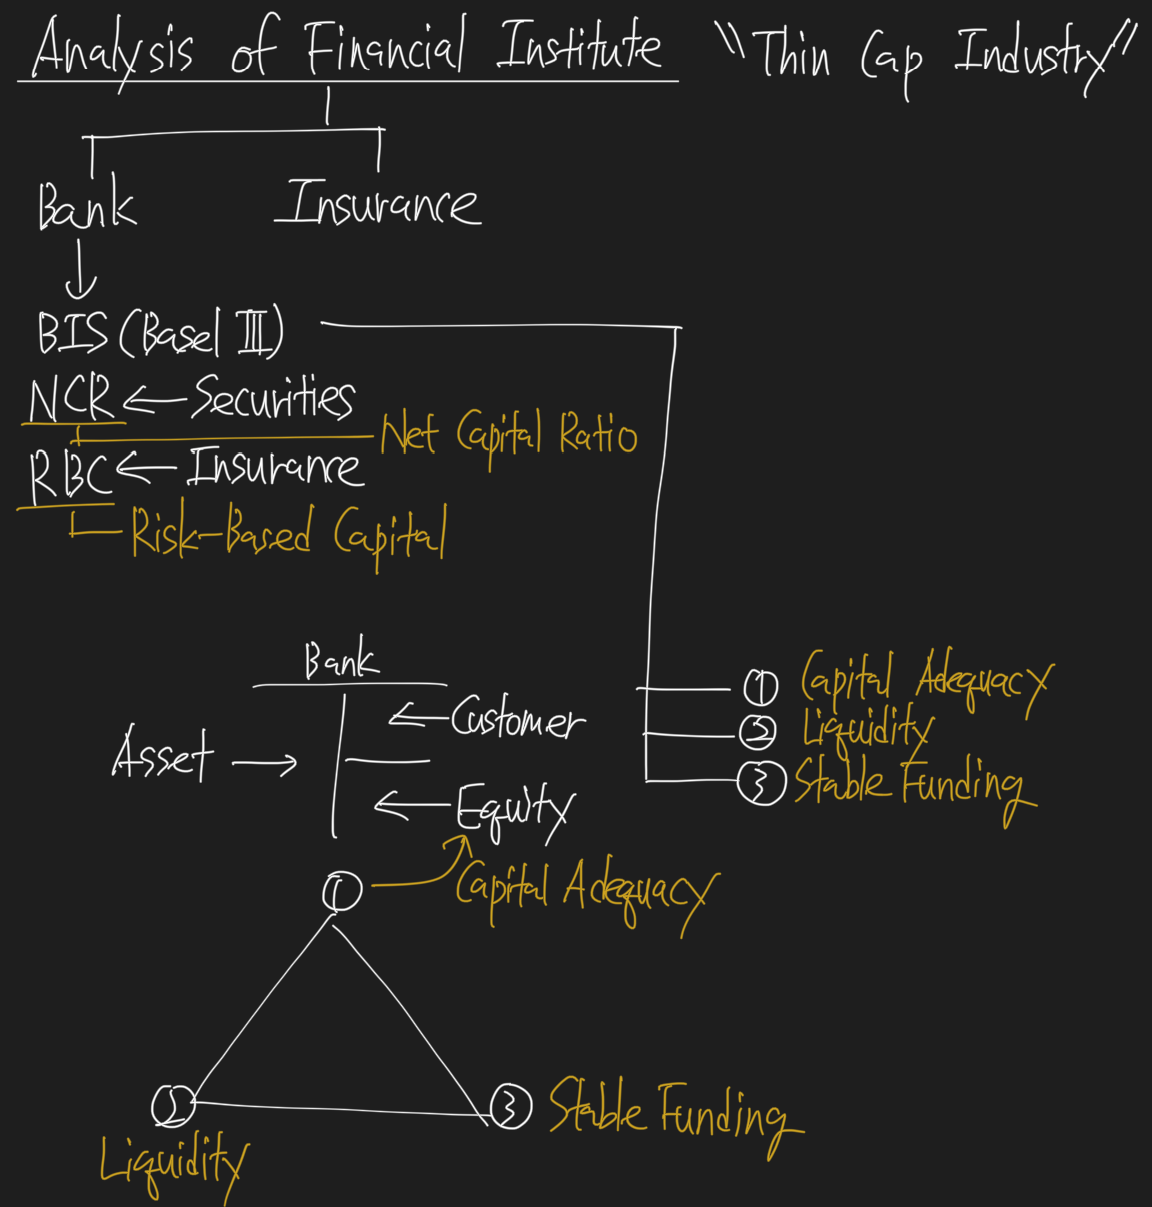 Analysis of Financial Institute "Thin Cap Industry"
Bank Insurance
BIS (Basel Ⅲ)
NCR ← Securities
Net Capital Ratio
RBC ← Insurance
Risk-Based Capital
Bank
← Customer
Asset →
← Equity
① Capital Adequacy
② Liquidity
③ Stable Funding
① Capital Adequacy
② ③ Stable Funding
Liquidity